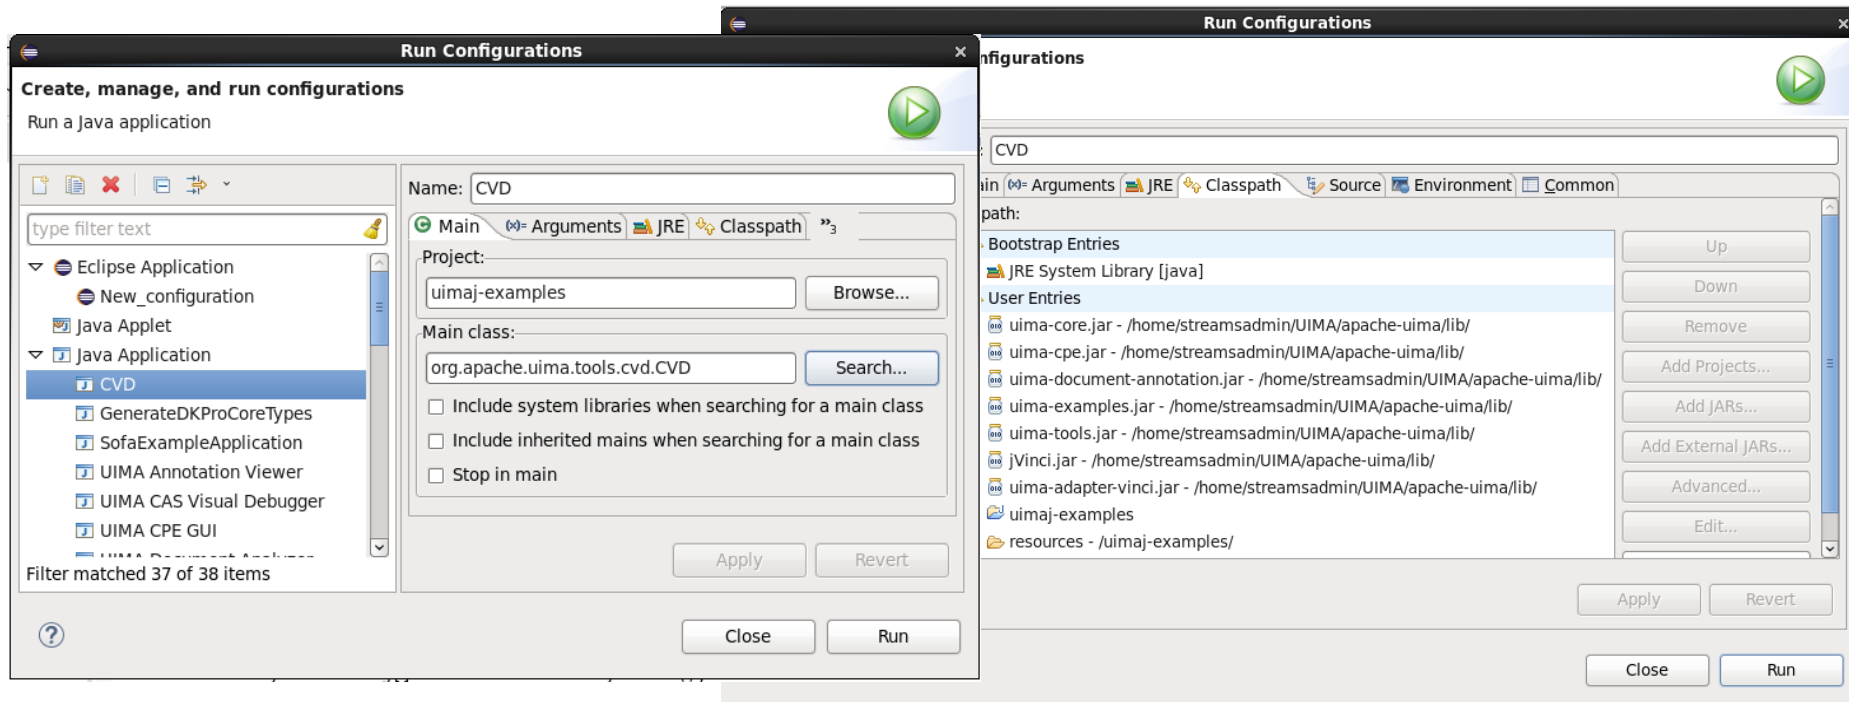 Run Configurations
Create, manage, and run configurations
Run a Java application
type filter text
Eclipse Application
New_configuration
Java Applet
Java Application
CVD
GenerateDKProCoreTypes
SofaExampleApplication
UIMA Annotation Viewer
UIMA CAS Visual Debugger
UIMA CPE GUI
UIMA Document Analyzer
Filter matched 37 of 38 items
Name: CVD
Main (x)= Arguments JRE Classpath »3
Project:
uimaj-examples Browse...
Main class:
org.apache.uima.tools.cvd.CVD Search...
Include system libraries when searching for a main class
Include inherited mains when searching for a main class
Stop in main
Apply Revert
Close Run
Run Configurations
nfigurations
: CVD
ain (x)= Arguments JRE Classpath Source Environment Common
path:
Bootstrap Entries
JRE System Library [java]
User Entries
uima-core.jar - /home/streamsadmin/UIMA/apache-uima/lib/
uima-cpe.jar - /home/streamsadmin/UIMA/apache-uima/lib/
uima-document-annotation.jar - /home/streamsadmin/UIMA/apache-uima/lib/
uima-examples.jar - /home/streamsadmin/UIMA/apache-uima/lib/
uima-tools.jar - /home/streamsadmin/UIMA/apache-uima/lib/
jVinci.jar - /home/streamsadmin/UIMA/apache-uima/lib/
uima-adapter-vinci.jar - /home/streamsadmin/UIMA/apache-uima/lib/
uimaj-examples
resources - /uimaj-examples/
Up
Down
Remove
Add Projects...
Add JARs...
Add External JARs...
Advanced...
Edit...
Apply Revert
Close Run